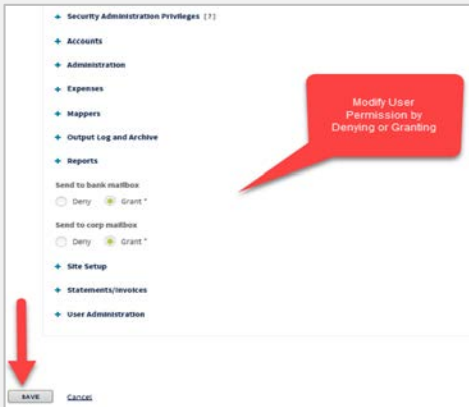 Security Administration Privileges [?]
Accounts
Administration
Expenses
Mappers
Output Log and Archive
Reports
Modify User
Permission by
Denying or Granting
Send to bank mailbox
Deny Grant *
Send to corp mailbox
Deny Grant *
Site Setup
Statements/Invoices
User Administration
SAVE Cancel